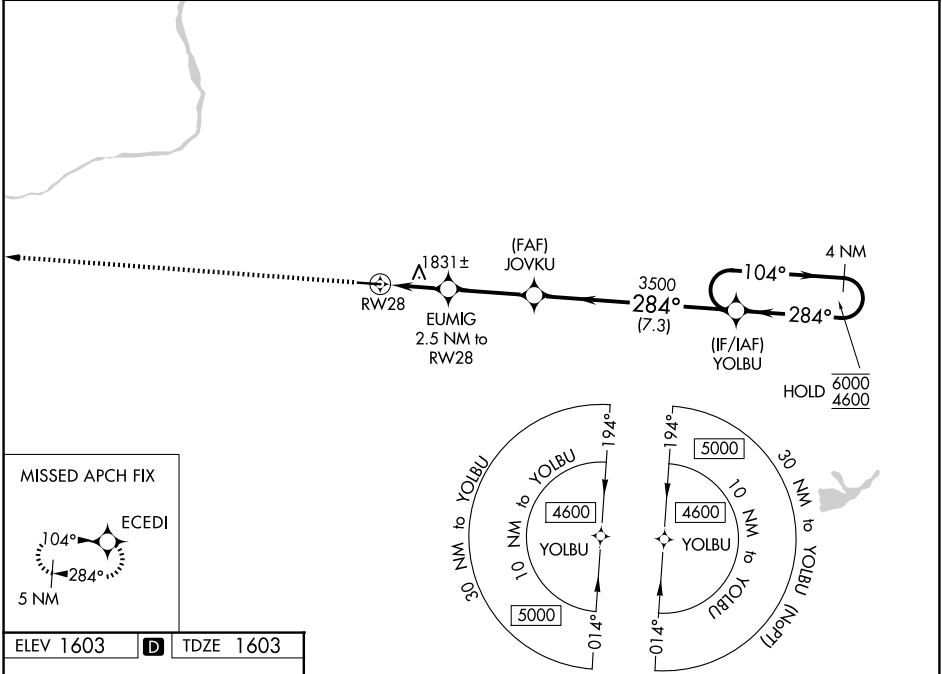 (FAF)
JOVKU
1831±
RW28
EUMIG
2.5 NM to
RW28
3500
284°
(7.3)
104°
4 NM
284°
(IF/IAF)
YOLBU
HOLD 6000
4600
MISSED APCH FIX
ECEDI
104°
284°
5 NM
30 NM to YOLBU
10 NM to YOLBU
194°
4600
YOLBU
5000
014°
194°
5000
4600
YOLBU
10 NM to YOLBU
30 NM to YOLBU (NoPT)
014°
ELEV 1603 D TDZE 1603